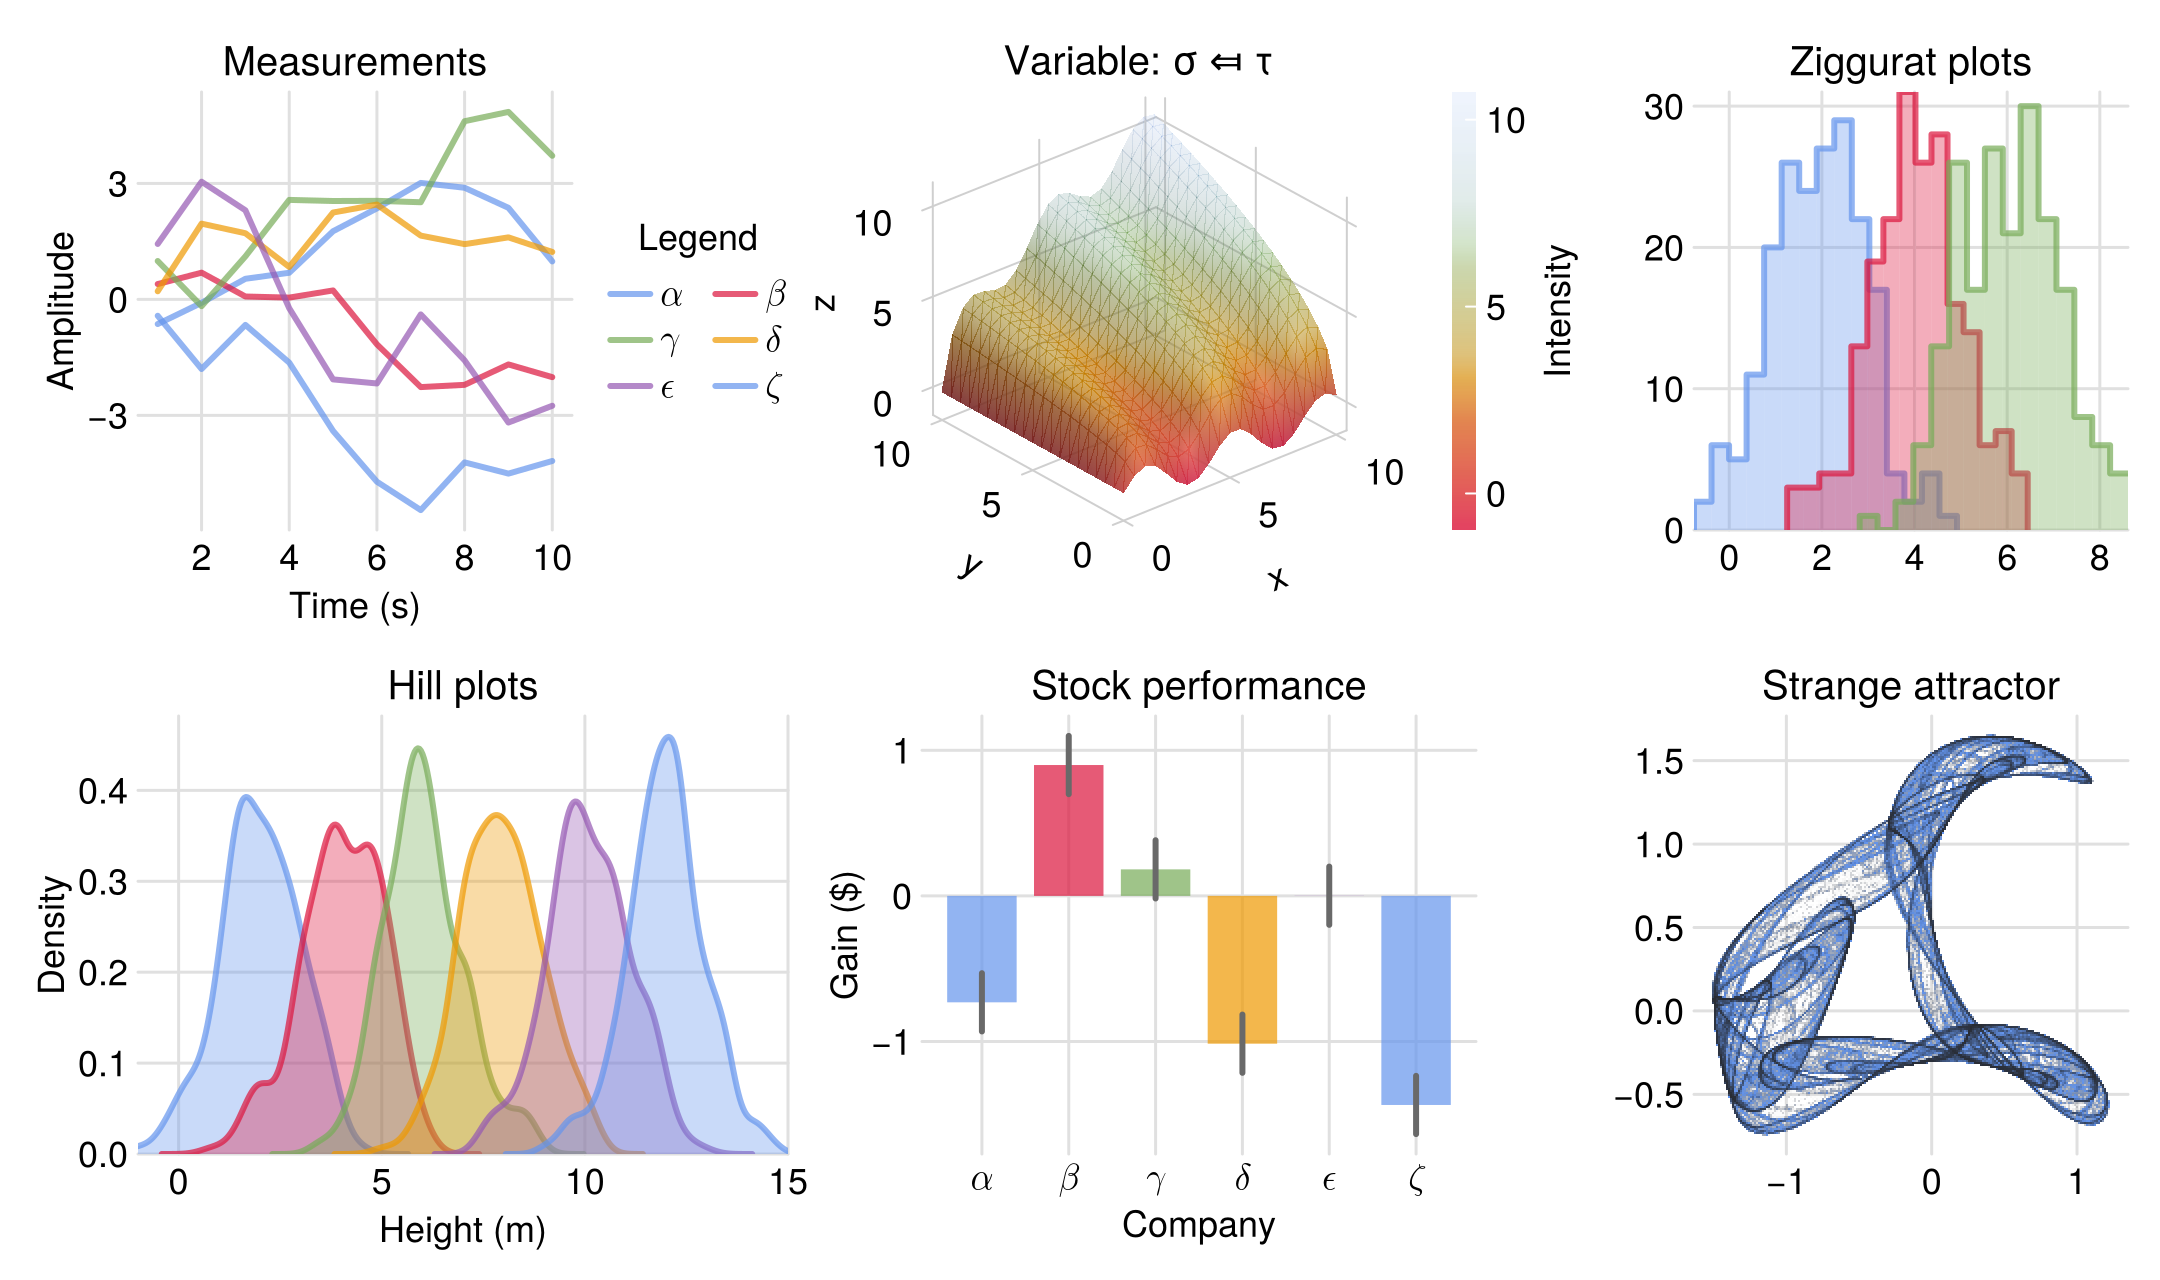 Measurements
Amplitude
3
0
−3
2 4 6 8 10
Time (s)
Legend
α β
γ δ
ϵ ζ
Variable: σ ⤆ τ
z
10
5
0
10
5
0
y
0
5
10
x
10
5
0
Intensity
Ziggurat plots
30
20
10
0
0 2 4 6 8
Hill plots
Density
0.4
0.3
0.2
0.1
0.0
0 5 10 15
Height (m)
Stock performance
Gain ($)
1
0
−1
α β γ δ ϵ ζ
Company
Strange attractor
1.5
1.0
0.5
0.0
−0.5
−1 0 1